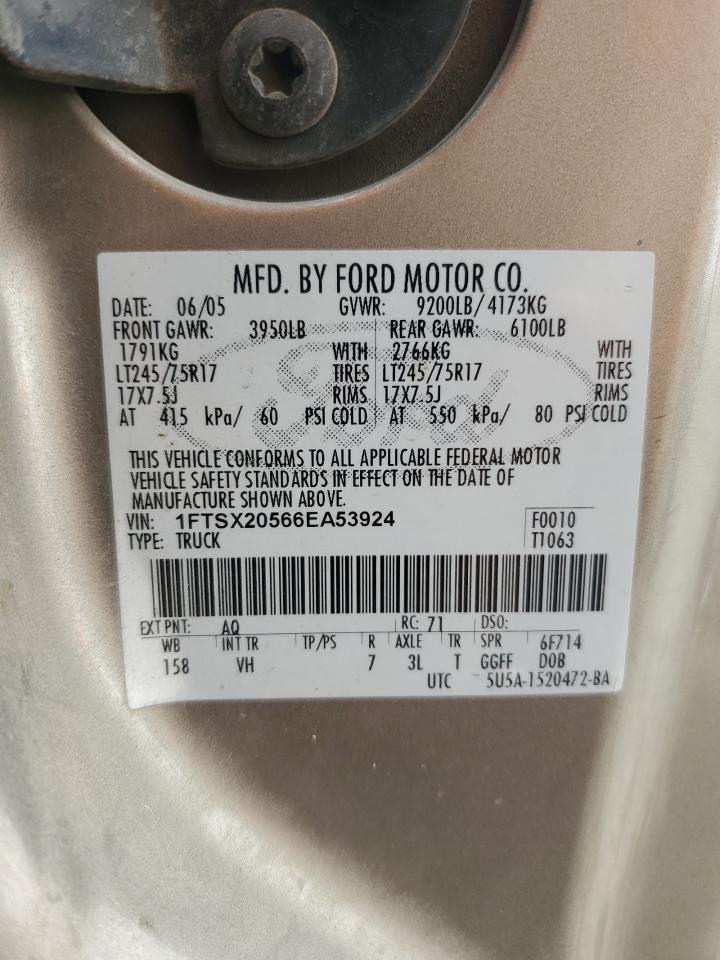 MFD. BY FORD MOTOR CO.
DATE: 06/05 GVWR: 9200LB/4173KG
FRONT GAWR: 3950LB REAR GAWR: 6100LB
1791KG WITH 2766KG WITH
LT245/75R17 TIRES LT245/75R17 TIRES
17X7.5J RIMS 17X7.5J RIMS
AT 415 kPa/ 60 PSI COLD AT 550 kPa/ 80 PSI COLD
Ford
THIS VEHICLE CONFORMS TO ALL APPLICABLE FEDERAL MOTOR
VEHICLE SAFETY STANDARDS IN EFFECT ON THE DATE OF
MANUFACTURE SHOWN ABOVE.
VIN: 1FTSX20566EA53924 F0010
TYPE: TRUCK T1063
EXT PNT: AQ RC: 71 DSO:
WB INT TR TP/PS R AXLE TR SPR 6F714
158 VH 7 3L T GGFF DOB
UTC 5U5A-1520472-BA